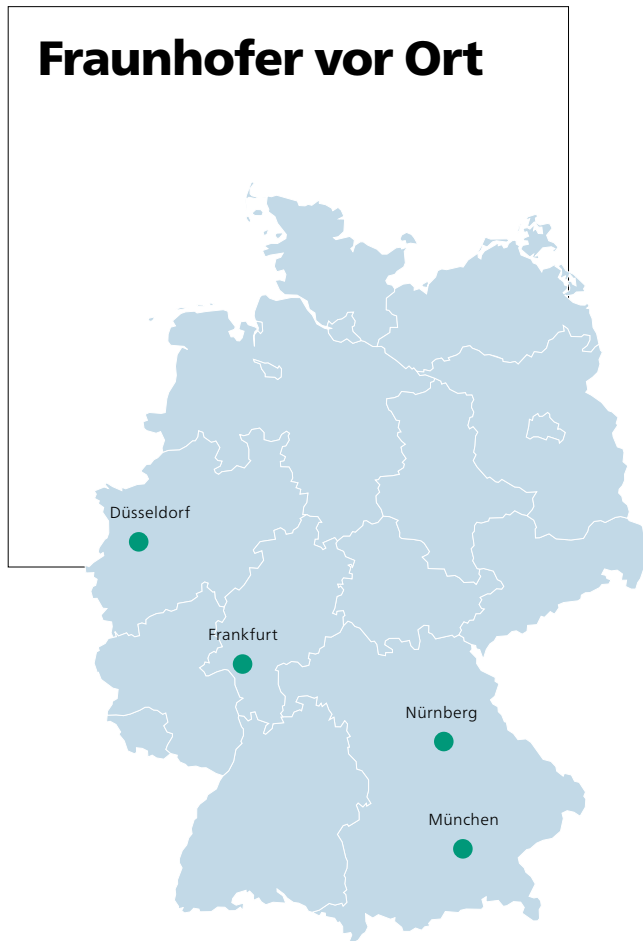 Fraunhofer vor Ort
Düsseldorf
Frankfurt
Nürnberg
München